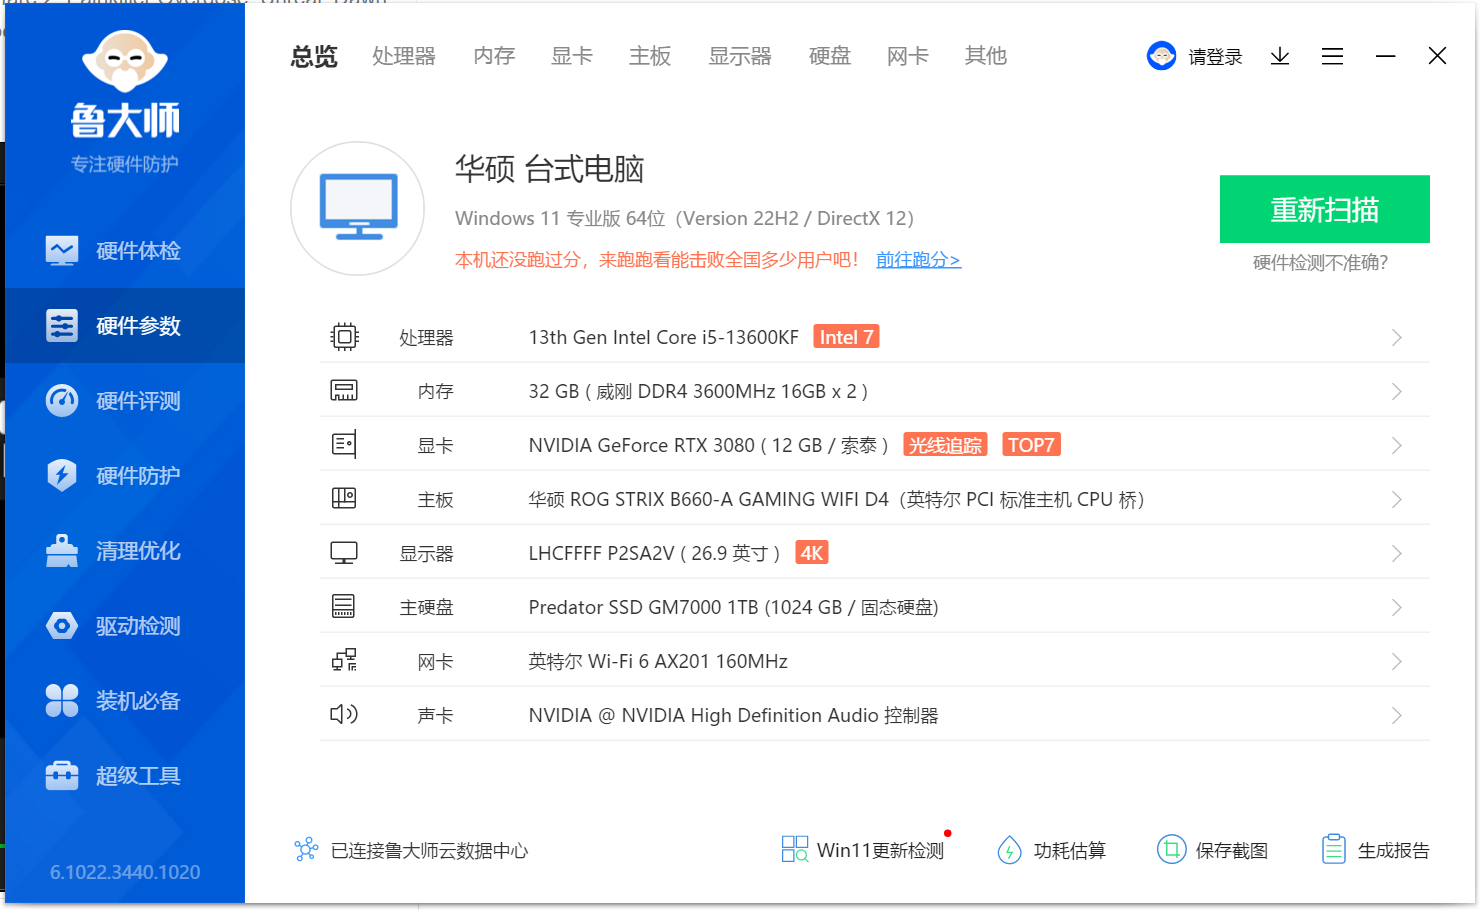 鲁大师
专注硬件防护
硬件体检
硬件参数
硬件评测
硬件防护
清理优化
驱动检测
装机必备
超级工具
6.1022.3440.1020
总览 处理器 内存 显卡 主板 显示器 硬盘 网卡 其他 请登录
华硕 台式电脑
Windows 11 专业版 64位（Version 22H2 / DirectX 12）
本机还没跑过分，来跑跑看能击败全国多少用户吧！ 前往跑分>
重新扫描
硬件检测不准确?
处理器 13th Gen Intel Core i5-13600KF Intel 7
内存 32 GB ( 威刚 DDR4 3600MHz 16GB x 2 )
显卡 NVIDIA GeForce RTX 3080 ( 12 GB / 索泰 ) 光线追踪 TOP7
主板 华硕 ROG STRIX B660-A GAMING WIFI D4（英特尔 PCI 标准主机 CPU 桥）
显示器 LHCFFFF P2SA2V ( 26.9 英寸 ) 4K
主硬盘 Predator SSD GM7000 1TB (1024 GB / 固态硬盘)
网卡 英特尔 Wi-Fi 6 AX201 160MHz
声卡 NVIDIA @ NVIDIA High Definition Audio 控制器
已连接鲁大师云数据中心 Win11更新检测 功耗估算 保存截图 生成报告